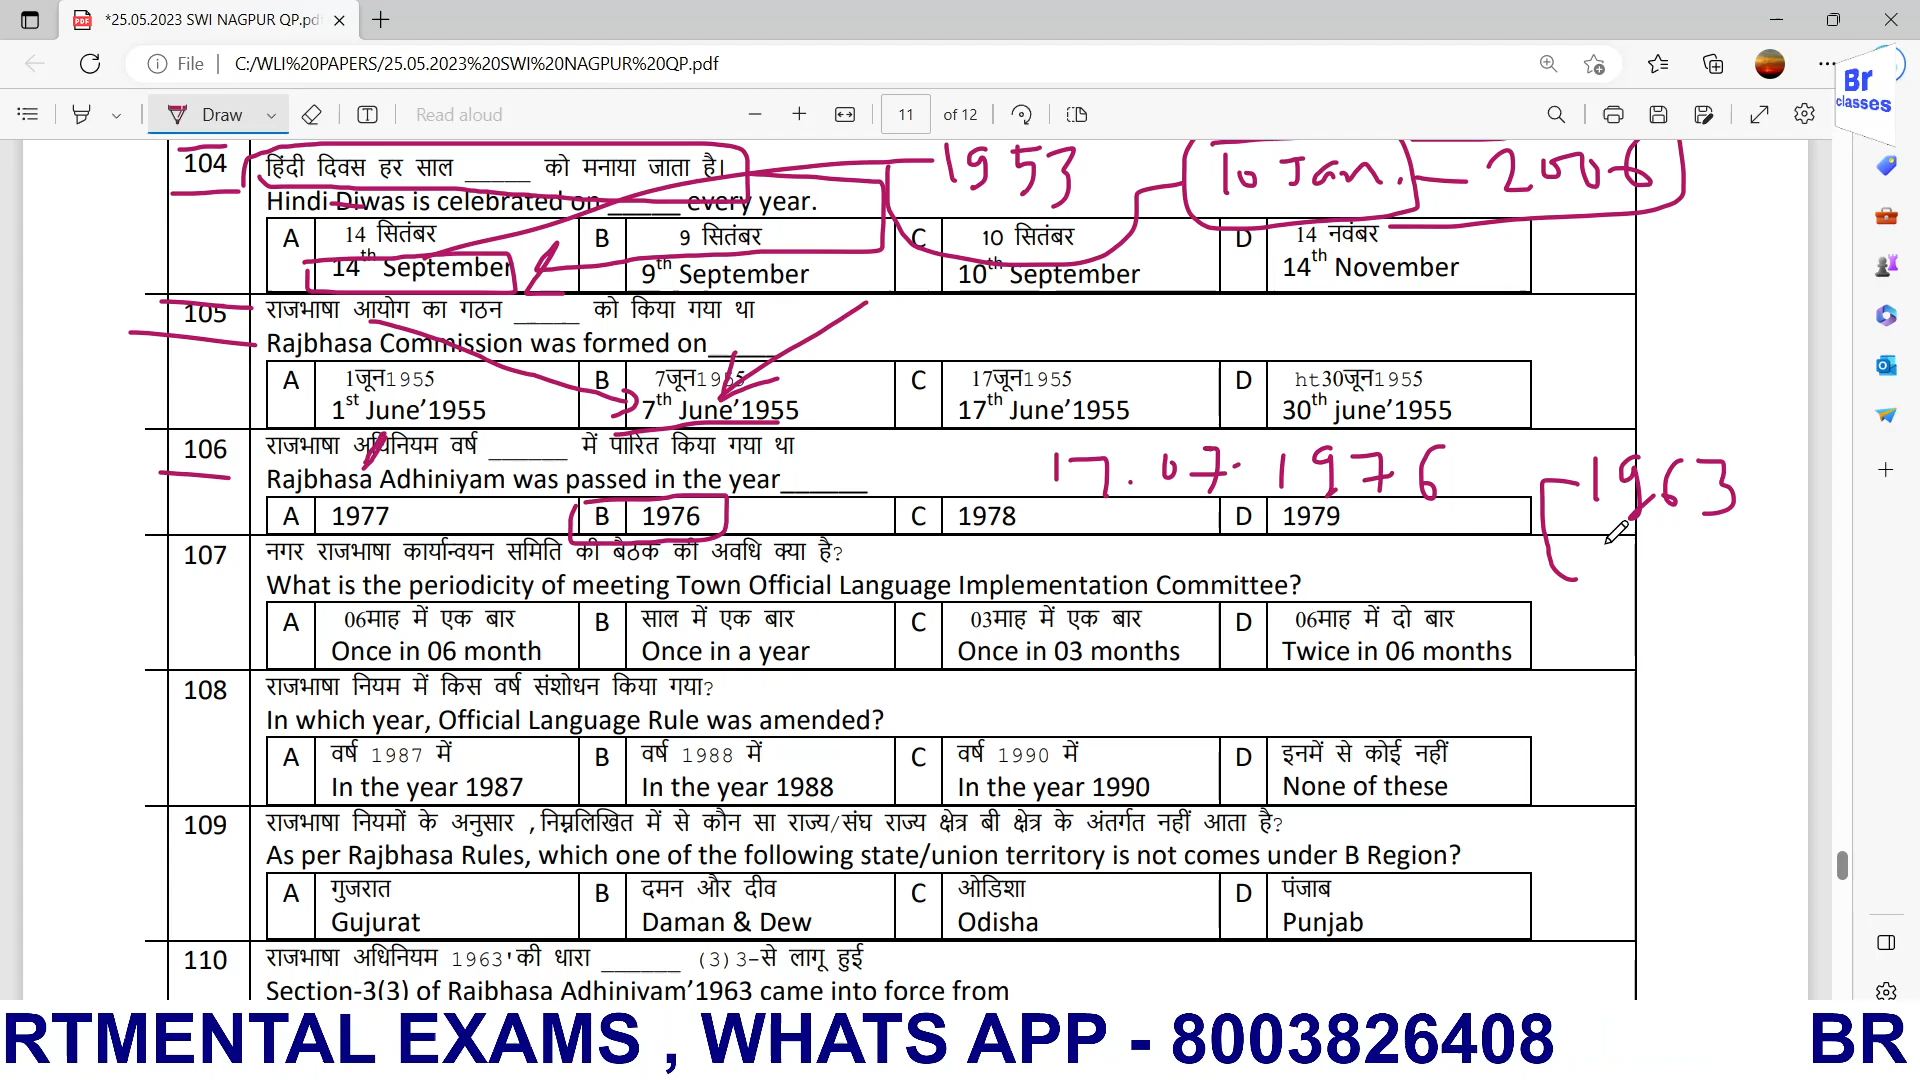 *25.05.2023 SWI NAGPUR QP.pdf
File C:/WLI%20PAPERS/25.05.2023%20SWI%20NAGPUR%20QP.pdf
Br
classes
Draw Read aloud 11 of 12
1953 10 Jan. — 2006
104 हिंदी दिवस हर साल _____ को मनाया जाता है।
Hindi Diwas is celebrated on _____ every year.
A 14 सितंबर B 9 सितंबर C 10 सितंबर D 14 नवंबर
14th September 9th September 10th September 14th November
105 राजभाषा आयोग का गठन _____ को किया गया था
Rajbhasa Commission was formed on_____
A 1जून1955 B 7जून1955 C 17जून1955 D ht30जून1955
1st June’1955 7th June’1955 17th June’1955 30th june’1955
106 राजभाषा अधिनियम वर्ष ______ में पारित किया गया था
17.07.1976 1963
Rajbhasa Adhiniyam was passed in the year______
A 1977 B 1976 C 1978 D 1979
107 नगर राजभाषा कार्यान्वयन समिति की बैठक की अवधि क्या है?
What is the periodicity of meeting Town Official Language Implementation Committee?
A 06माह में एक बार B साल में एक बार C 03माह में एक बार D 06माह में दो बार
Once in 06 month Once in a year Once in 03 months Twice in 06 months
108 राजभाषा नियम में किस वर्ष संशोधन किया गया?
In which year, Official Language Rule was amended?
A वर्ष 1987 में B वर्ष 1988 में C वर्ष 1990 में D इनमें से कोई नहीं
In the year 1987 In the year 1988 In the year 1990 None of these
109 राजभाषा नियमों के अनुसार ,निम्नलिखित में से कौन सा राज्य/संघ राज्य क्षेत्र बी क्षेत्र के अंतर्गत नहीं आता है?
As per Rajbhasa Rules, which one of the following state/union territory is not comes under B Region?
A गुजरात B दमन और दीव C ओडिशा D पंजाब
Gujurat Daman & Dew Odisha Punjab
110 राजभाषा अधिनियम 1963'की धारा ______ (3)3-से लागू हुई
Section-3(3) of Rajbhasa Adhiniyam’1963 came into force from
RTMENTAL EXAMS , WHATS APP - 8003826408 BR